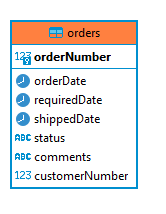 orders
123 orderNumber
orderDate
requiredDate
shippedDate
ABC status
ABC comments
123 customerNumber